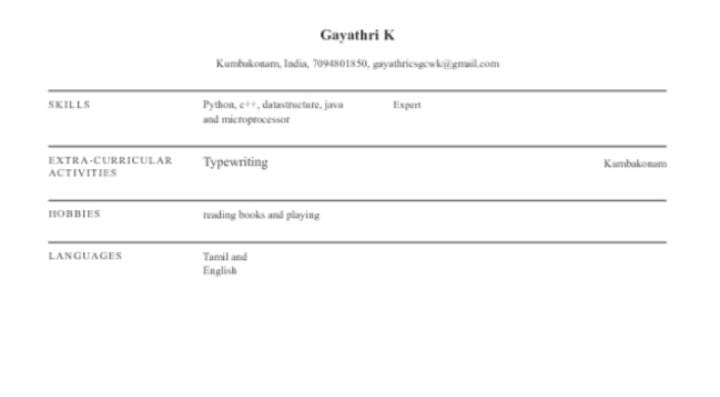 Gayathri K
Kumbakonam, India, 7094801850, gayathricsgcwk@gmail.com
SKILLS
Python, c++, datastructure, java
and microprocessor
Expert
EXTRA-CURRICULAR
ACTIVITIES
Typewriting
Kumbakonam
HOBBIES
reading books and playing
LANGUAGES
Tamil and
English